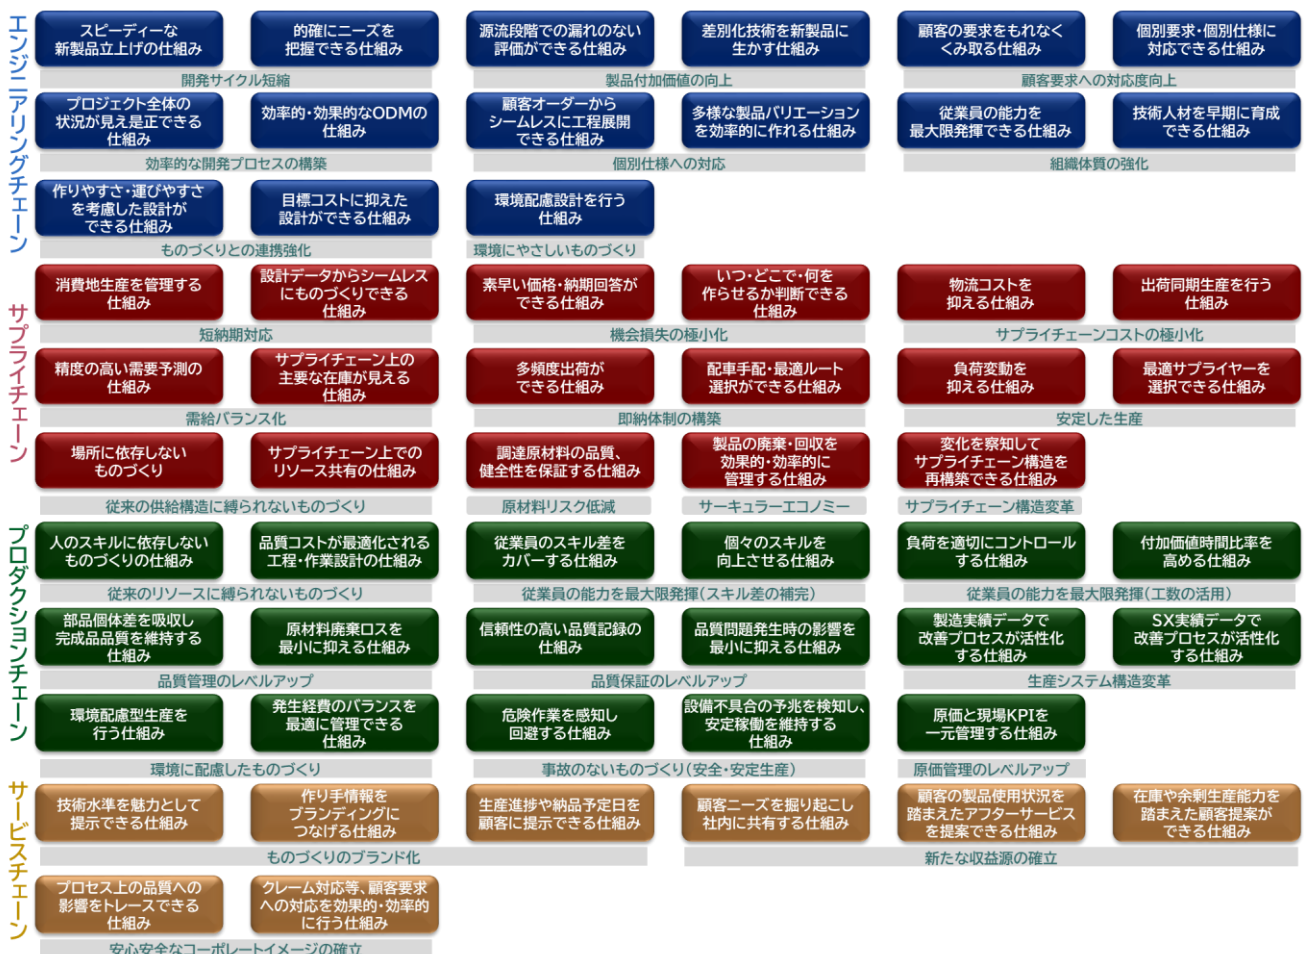 エンジニアリングチェーン
スピーディーな
新製品立上げの仕組み
的確にニーズを
把握できる仕組み
開発サイクル短縮
源流段階での漏れのない
評価ができる仕組み
差別化技術を新製品に
生かす仕組み
製品付加価値の向上
顧客の要求をもれなく
くみ取る仕組み
個別要求・個別仕様に
対応できる仕組み
顧客要求への対応度向上
プロジェクト全体の
状況が見え是正できる
仕組み
効率的・効果的なODMの
仕組み
効率的な開発プロセスの構築
顧客オーダーから
シームレスに工程展開
できる仕組み
多様な製品バリエーション
を効率的に作れる仕組み
個別仕様への対応
従業員の能力を
最大限発揮できる仕組み
技術人材を早期に育成
できる仕組み
組織体質の強化
作りやすさ・運びやすさ
を考慮した設計が
できる仕組み
目標コストに抑えた
設計ができる仕組み
ものづくりとの連携強化
環境配慮設計を行う
仕組み
環境にやさしいものづくり
サプライチェーン
消費地生産を管理する
仕組み
設計データからシームレス
にものづくりできる
仕組み
短納期対応
素早い価格・納期回答が
できる仕組み
いつ・どこで・何を
作らせるか判断できる
仕組み
機会損失の極小化
物流コストを
抑える仕組み
出荷同期生産を行う
仕組み
サプライチェーンコストの極小化
精度の高い需要予測の
仕組み
サプライチェーン上の
主要な在庫が見える
仕組み
需給バランス化
多頻度出荷が
できる仕組み
配車手配・最適ルート
選択ができる仕組み
即納体制の構築
負荷変動を
抑える仕組み
最適サプライヤーを
選択できる仕組み
安定した生産
場所に依存しない
ものづくり
サプライチェーン上での
リソース共有の仕組み
従来の供給構造に縛られないものづくり
調達原材料の品質、
健全性を保証する仕組み
原材料リスク低減
製品の廃棄・回収を
効果的・効率的に
管理する仕組み
サーキュラーエコノミー
変化を察知して
サプライチェーン構造を
再構築できる仕組み
サプライチェーン構造変革
プロダクションチェーン
人のスキルに依存しない
ものづくりの仕組み
品質コストが最適化される
工程・作業設計の仕組み
従来のリソースに縛られないものづくり
従業員のスキル差を
カバーする仕組み
個々のスキルを
向上させる仕組み
従業員の能力を最大限発揮(スキル差の補完)
負荷を適切にコントロール
する仕組み
付加価値時間比率を
高める仕組み
従業員の能力を最大限発揮(工数の活用)
部品個体差を吸収し
完成品品質を維持する
仕組み
原材料廃棄ロスを
最小に抑える仕組み
品質管理のレベルアップ
信頼性の高い品質記録の
仕組み
品質問題発生時の影響を
最小に抑える仕組み
品質保証のレベルアップ
製造実績データで
改善プロセスが活性化
する仕組み
SX実績データで
改善プロセスが活性化
する仕組み
生産システム構造変革
環境配慮型生産を
行う仕組み
発生経費のバランスを
最適に管理できる
仕組み
環境に配慮したものづくり
危険作業を感知し
回避する仕組み
設備不具合の予兆を検知し、
安定稼働を維持する
仕組み
事故のないものづくり(安全・安定生産)
原価と現場KPIを
一元管理する仕組み
原価管理のレベルアップ
サービスチェーン
技術水準を魅力として
提示できる仕組み
作り手情報を
ブランディングに
つなげる仕組み
生産進捗や納品予定日を
顧客に提示できる仕組み
ものづくりのブランド化
顧客ニーズを掘り起こし
社内に共有する仕組み
顧客の製品使用状況を
踏まえたアフターサービス
を提案できる仕組み
在庫や余剰生産能力を
踏まえた顧客提案が
できる仕組み
新たな収益源の確立
プロセス上の品質への
影響をトレースできる
仕組み
クレーム対応等、顧客要求
への対応を効果的・効率的
に行う仕組み
安心安全なコーポレートイメージの確立